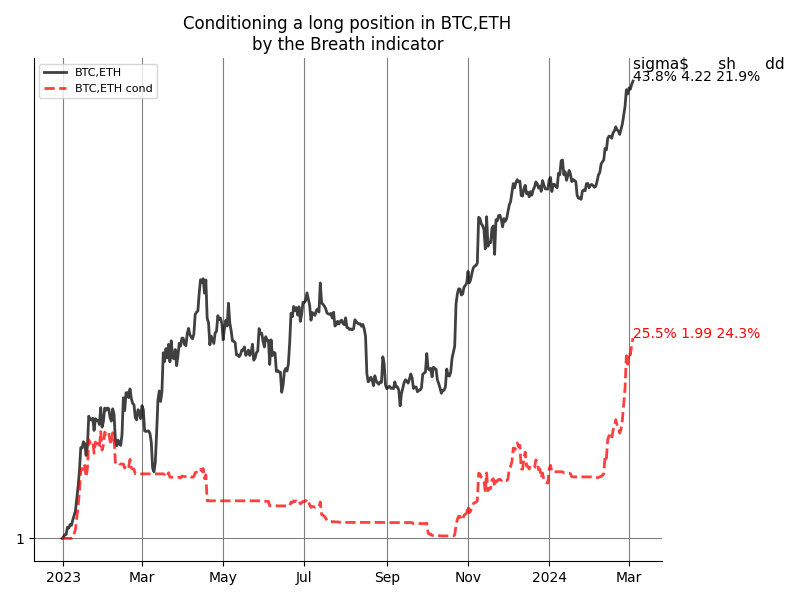 Conditioning a long position in BTC,ETH
by the Breath indicator
sigma$ sh dd
43.8% 4.22 21.9%
BTC,ETH
BTC,ETH cond
25.5% 1.99 24.3%
1
2023 Mar May Jul Sep Nov 2024 Mar